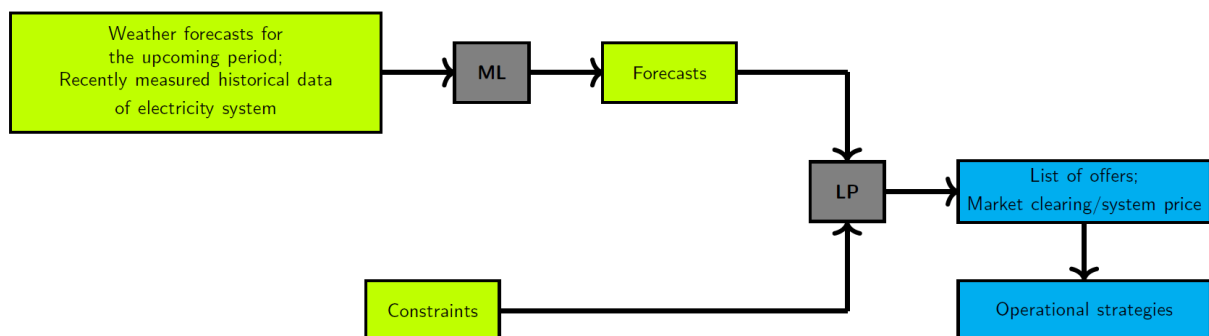 Weather forecasts for
the upcoming period;
Recently measured historical data
of electricity system
ML
Forecasts
LP
List of offers;
Market clearing/system price
Constraints
Operational strategies